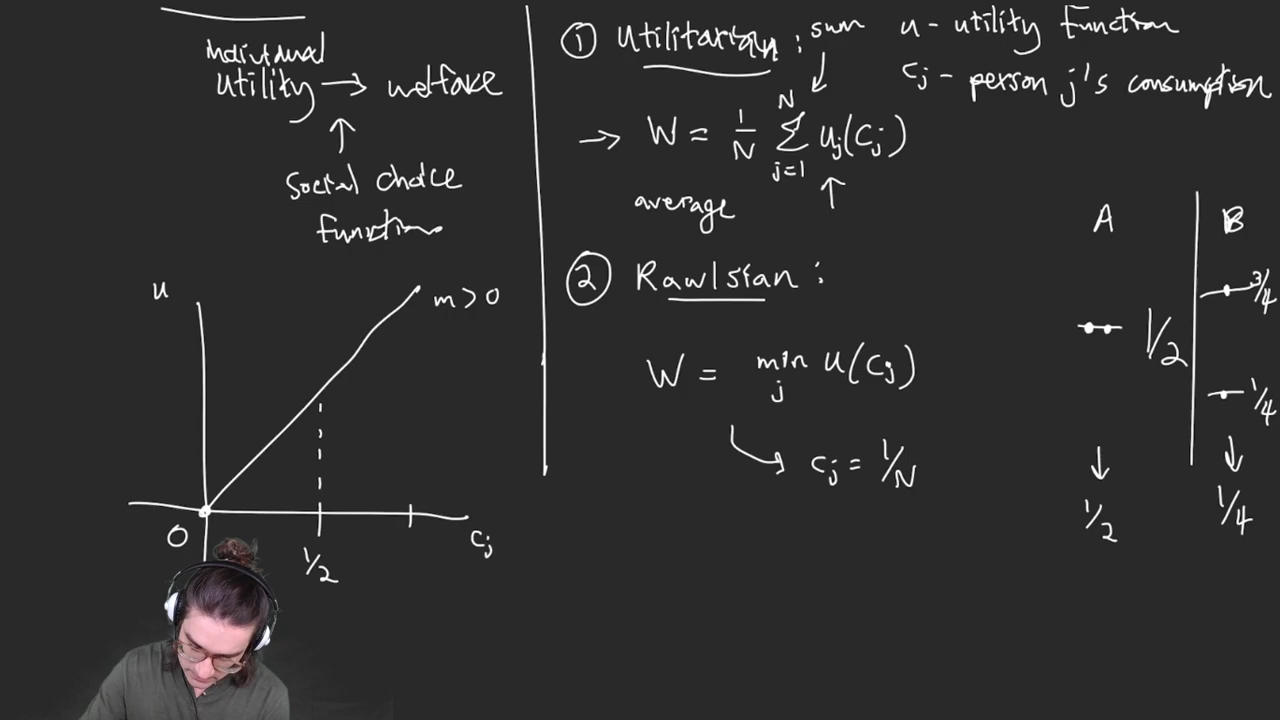 individual
utility → welfare
↑
social choice
function
u
m > 0
0
1/2
cj
① Utilitarian : sum
↓
u - utility function
cj - person j's consumption
→ W = 1/N N∑j=1 uj(cj)
average ↑
② Rawlsian :
W = min j u(cj)
↳ cj = 1/N
A
1/2
↓
1/2
B
3/4
1/4
↓
1/4